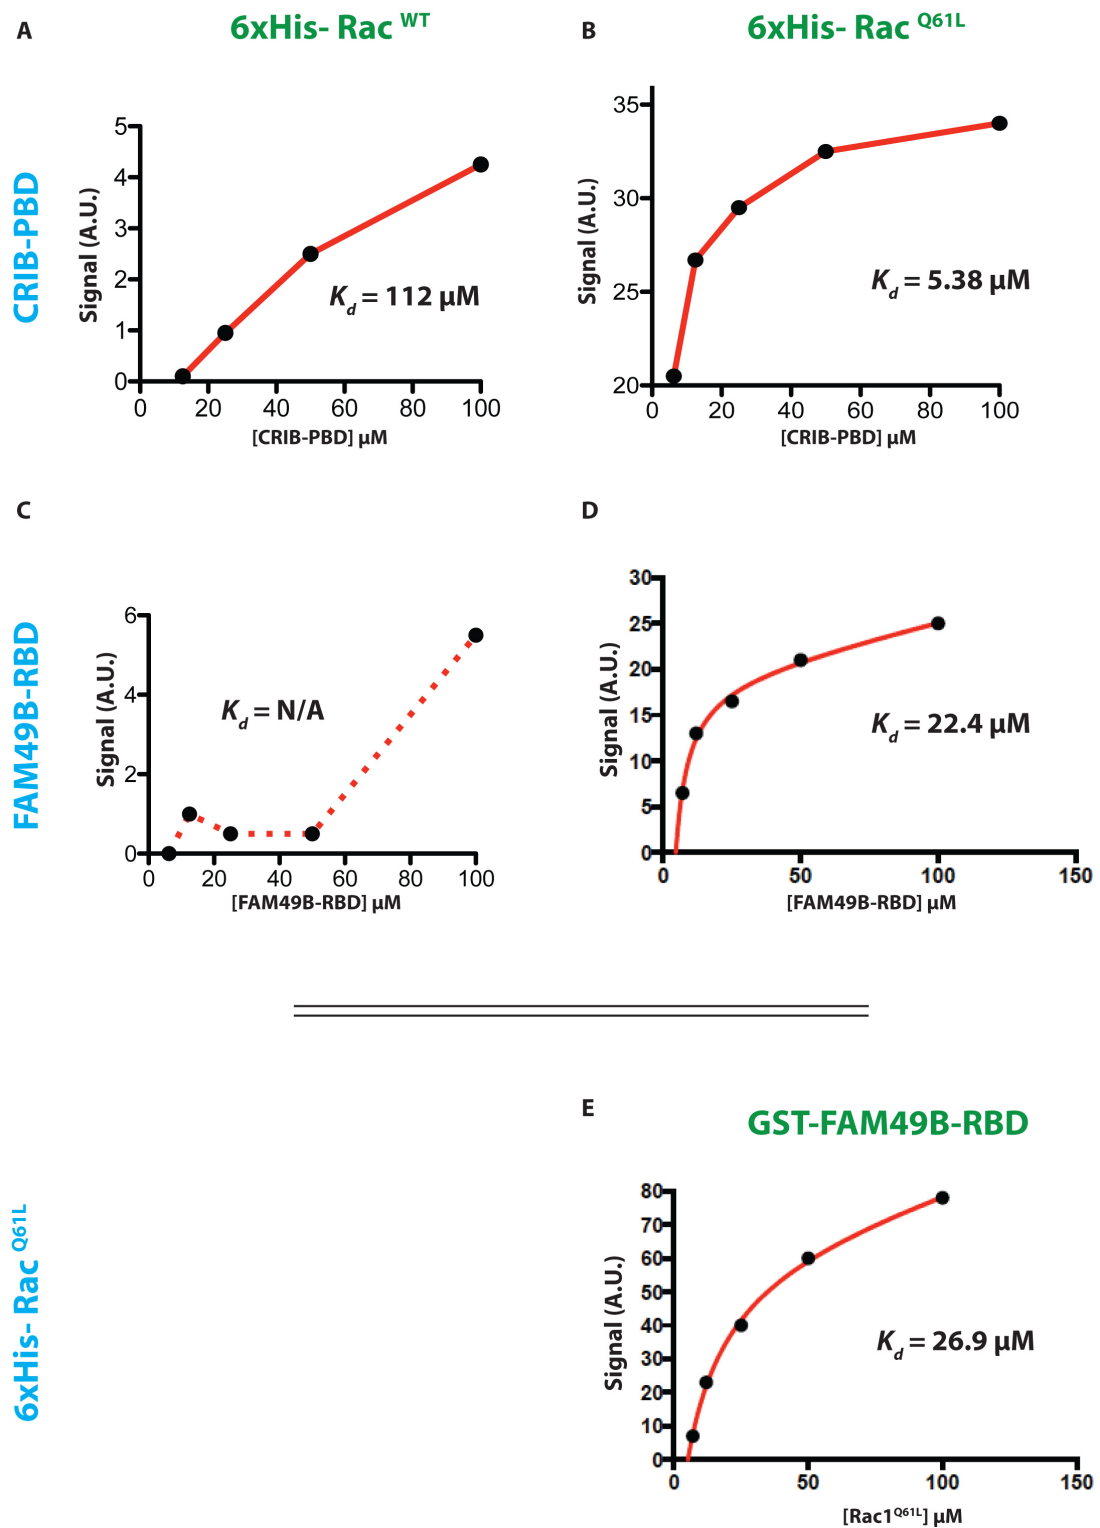 A
6xHis- Rac WT
B
6xHis- Rac Q61L
CRIB-PBD
Signal (A.U.)
5
4
3
2
1
0
0 20 40 60 80 100
[CRIB-PBD] µM
Kd = 112 µM
Signal (A.U.)
35
30
25
20
0 20 40 60 80 100
[CRIB-PBD] µM
Kd = 5.38 µM
C
D
FAM49B-RBD
Signal (A.U.)
6
4
2
0
0 20 40 60 80 100
[FAM49B-RBD] µM
Kd = N/A
Signal (A.U.)
30
25
20
15
10
5
0
0 50 100 150
[FAM49B-RBD] µM
Kd = 22.4 µM
E
GST-FAM49B-RBD
6xHis- Rac Q61L
Signal (A.U.)
80
70
60
50
40
30
20
10
0
0 50 100 150
[Rac1Q61L] µM
Kd = 26.9 µM